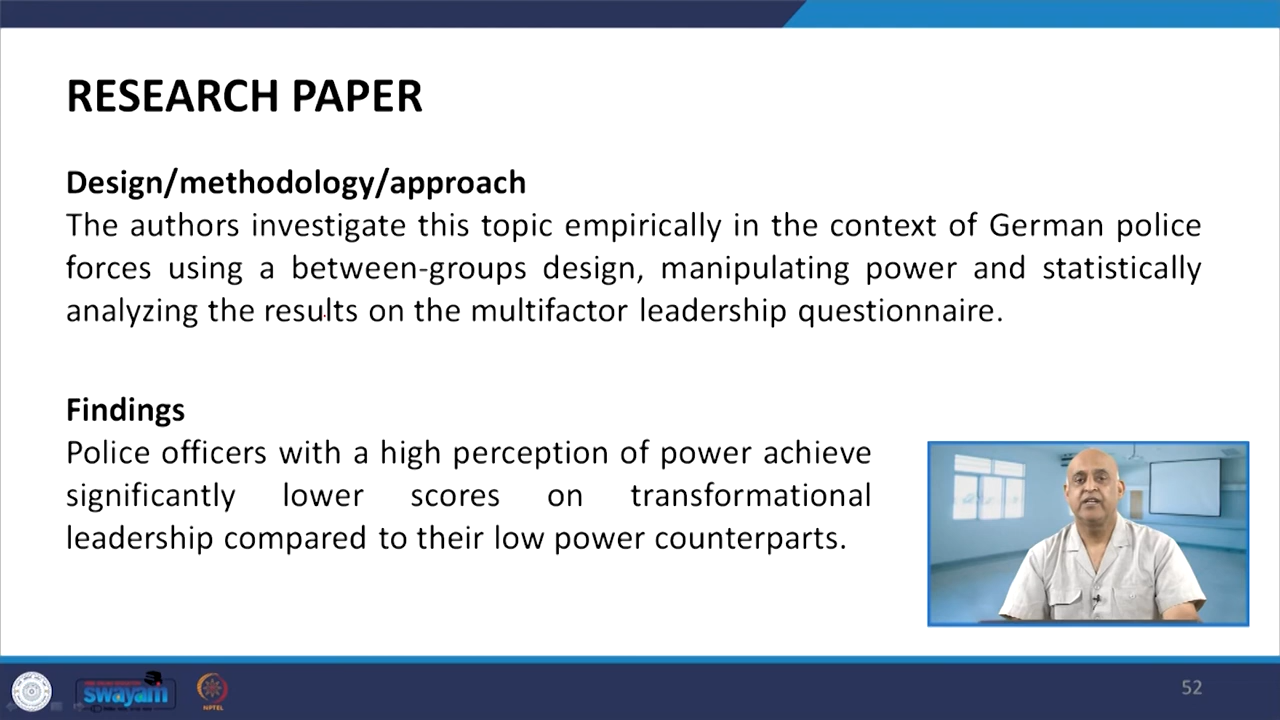 RESEARCH PAPER
Design/methodology/approach
The authors investigate this topic empirically in the context of German police
forces using a between-groups design, manipulating power and statistically
analyzing the results on the multifactor leadership questionnaire.
Findings
Police officers with a high perception of power achieve
significantly lower scores on transformational
leadership compared to their low power counterparts.
swayam
NPTEL
52